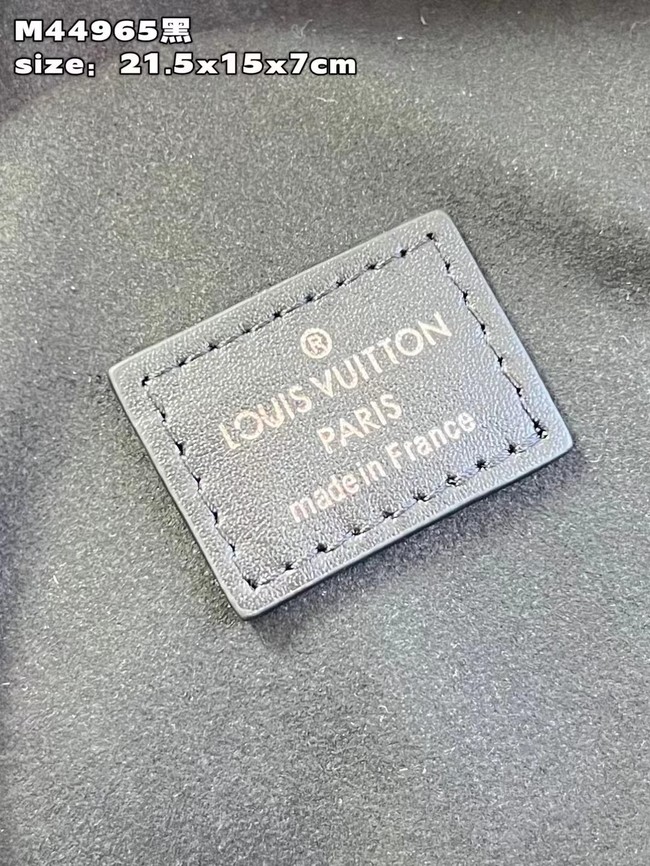 M44965黑
size：21.5x15x7cm
®
LOUIS VUITTON
PARIS
made in France